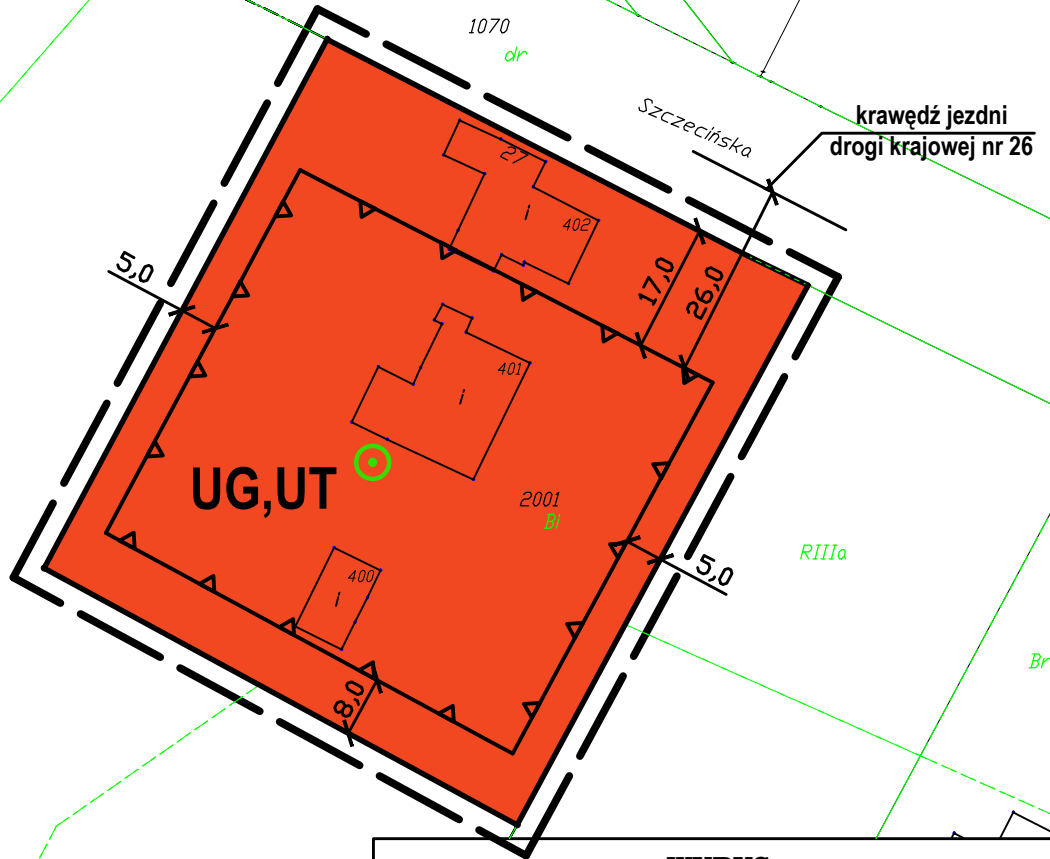 1070
dr
Szczecińska
krawędź jezdni
drogi krajowej nr 26
27
i
402
5,0
17,0
26,0
401
i
UG,UT
2001
Bi
RIIIa
400
i
5,0
Br
8,0